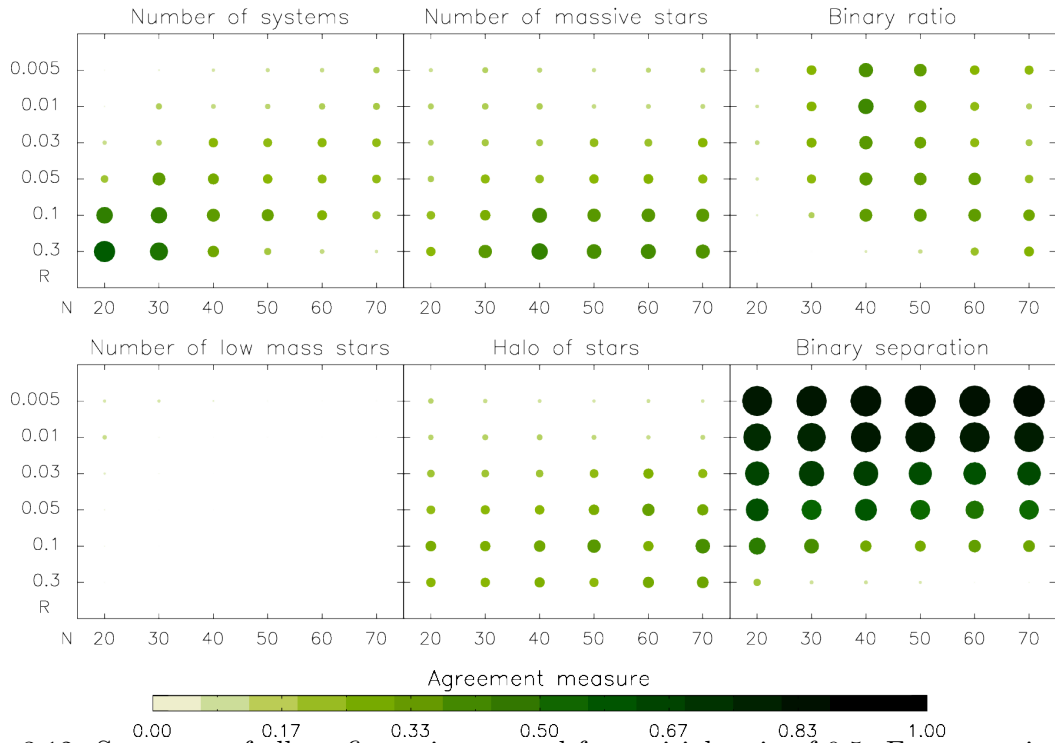 Number of systems Number of massive stars Binary ratio
0.005
0.01
0.03
0.05
0.1
0.3
R
N 20 30 40 50 60 70 20 30 40 50 60 70 20 30 40 50 60 70
Number of low mass stars Halo of stars Binary separation
0.005
0.01
0.03
0.05
0.1
0.3
R
N 20 30 40 50 60 70 20 30 40 50 60 70 20 30 40 50 60 70
Agreement measure
0.00 0.17 0.33 0.50 0.67 0.83 1.00